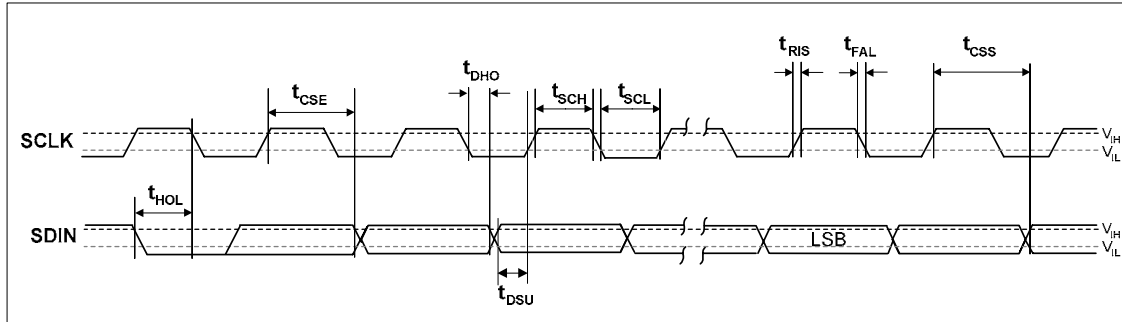 tRIS tFAL tCSS
tDHO
tCSE tSCH tSCL
SCLK VIH
VIL
tHOL
SDIN VIH
LSB
VIL
tDSU